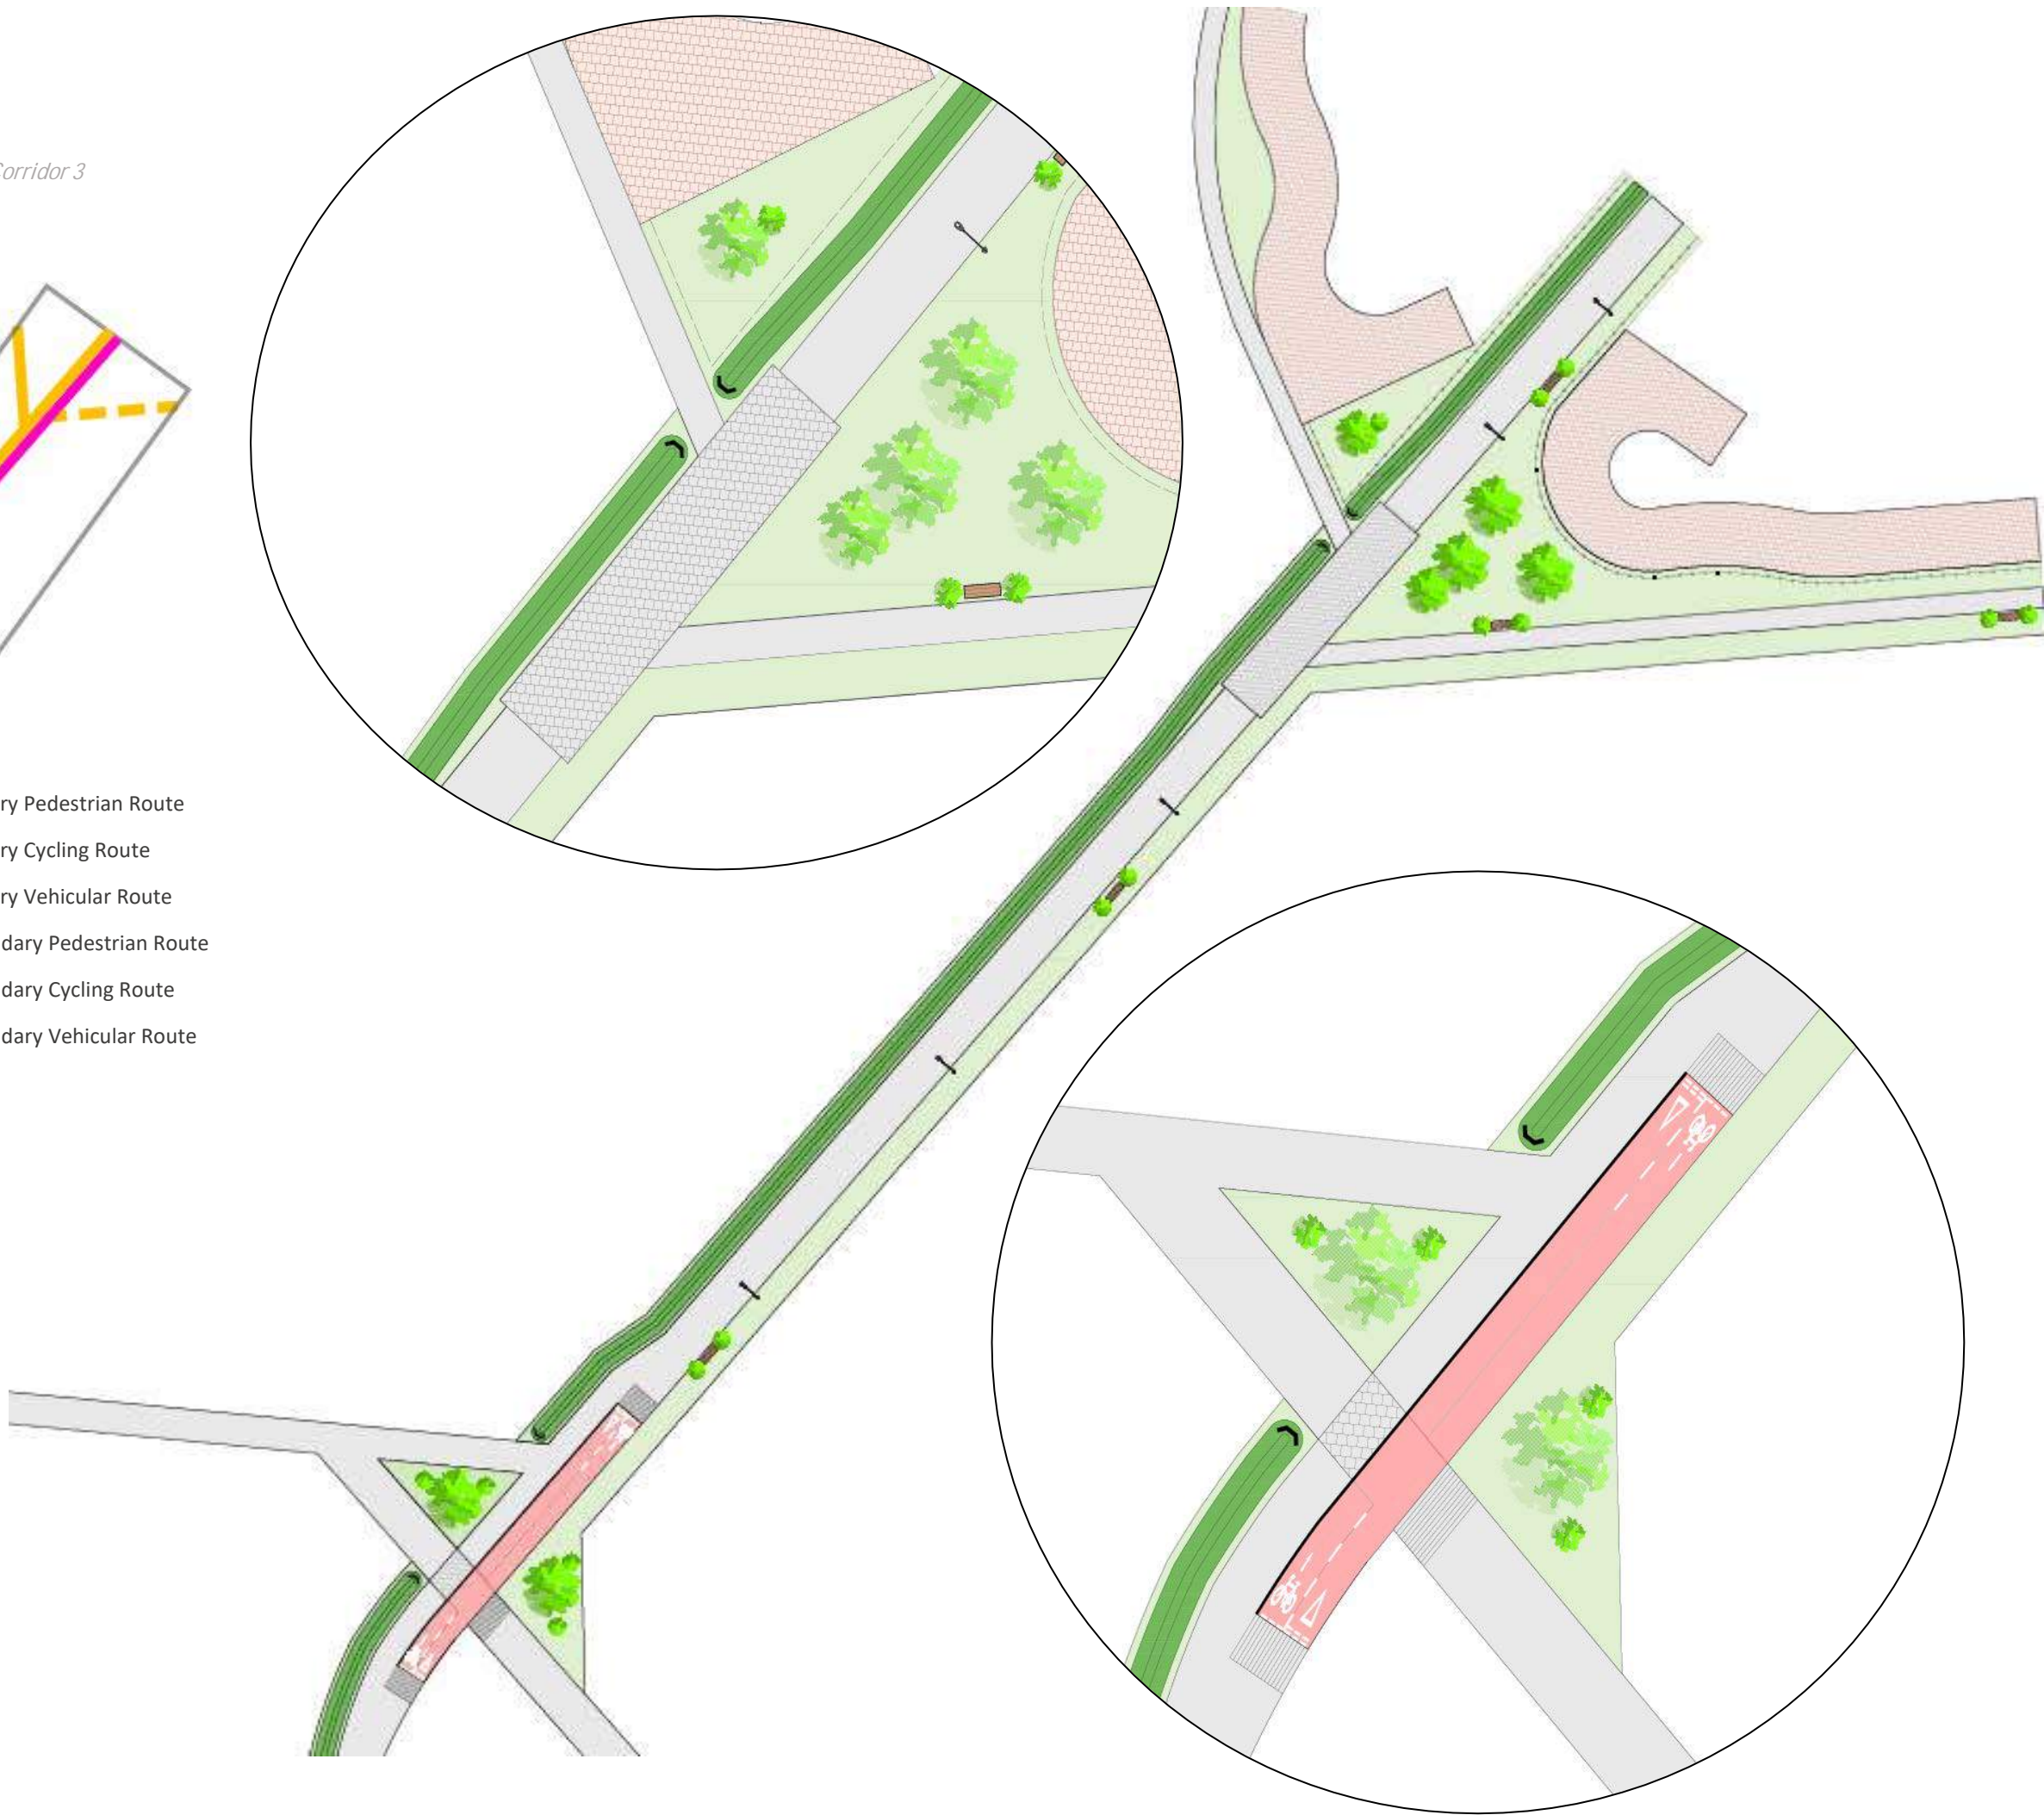 Corridor 3
ry Pedestrian Route
ry Cycling Route
ry Vehicular Route
dary Pedestrian Route
dary Cycling Route
dary Vehicular Route